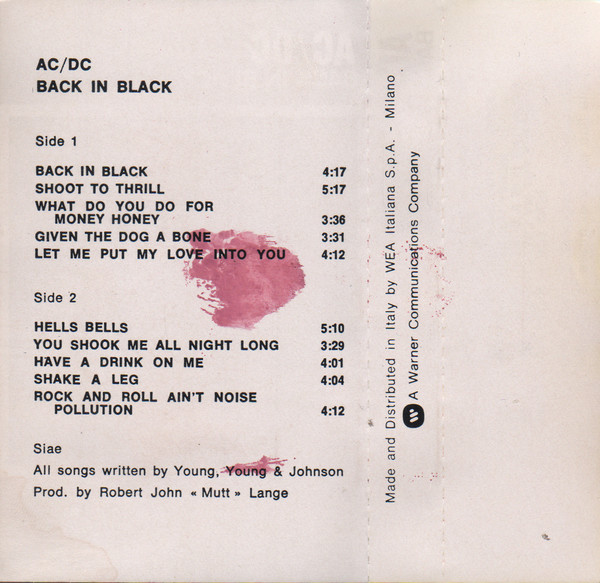 AC/DC
BACK IN BLACK
Side 1
BACK IN BLACK 4:17
SHOOT TO THRILL 5:17
WHAT DO YOU DO FOR
MONEY HONEY 3:36
GIVEN THE DOG A BONE 3:31
LET ME PUT MY LOVE INTO YOU 4:12
Side 2
HELLS BELLS 5:10
YOU SHOOK ME ALL NIGHT LONG 3:29
HAVE A DRINK ON ME 4:01
SHAKE A LEG 4:04
ROCK AND ROLL AIN'T NOISE
POLLUTION 4:12
Siae
All songs written by Young, Young & Johnson
Prod. by Robert John « Mutt » Lange
Made and Distributed in Italy by WEA Italiana S.p.A. - Milano
A Warner Communications Company
AC/DC